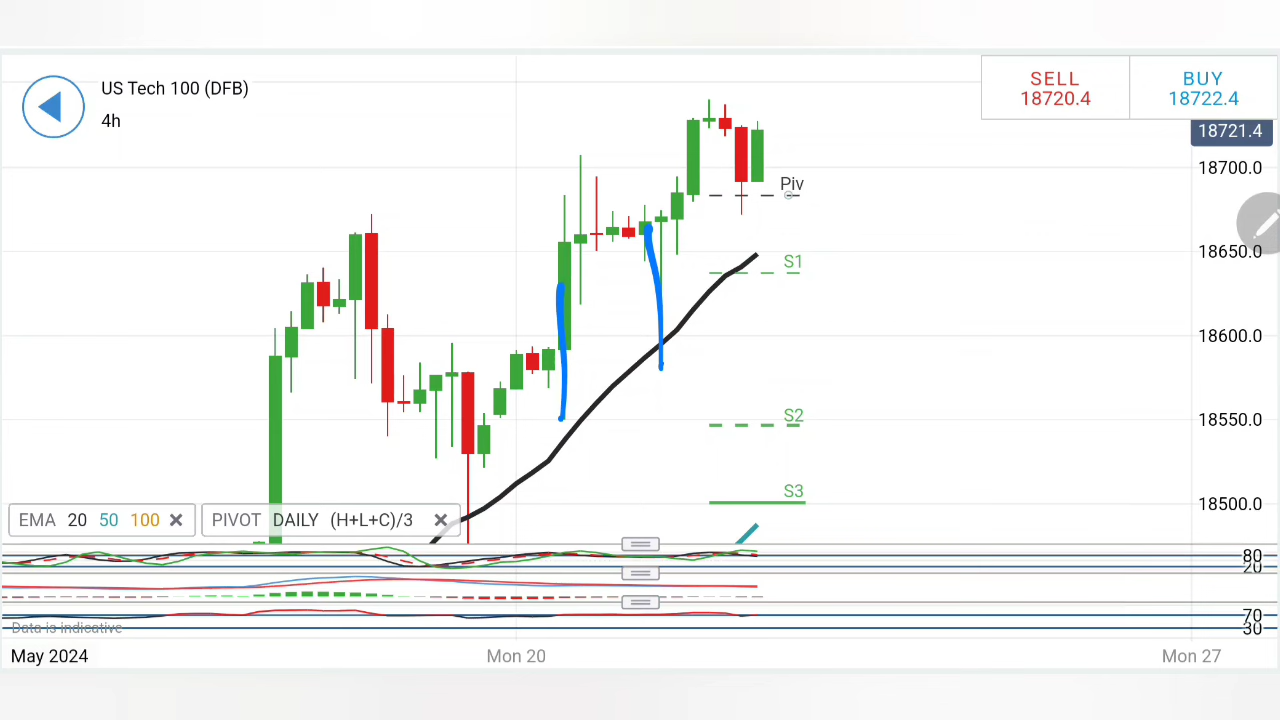 US Tech 100 (DFB)
4h
SELL
18720.4
BUY
18722.4
18721.4
18700.0
Piv
18650.0
S1
18600.0
S2
18550.0
S3
18500.0
EMA 20 50 100
PIVOT DAILY (H+L+C)/3
80
20
70
30
Data is indicative
May 2024
Mon 20
Mon 27